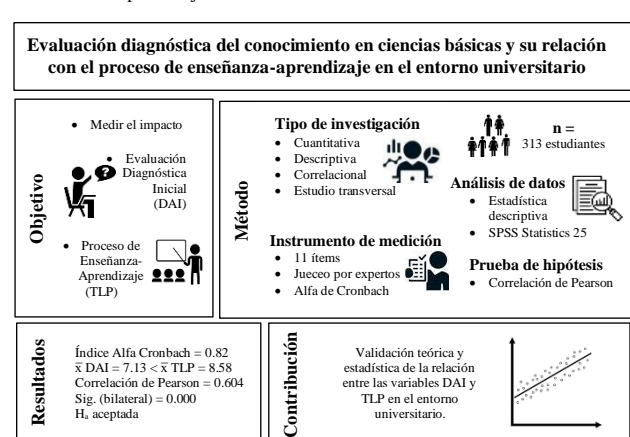 Evaluación diagnóstica del conocimiento en ciencias básicas y su relación
con el proceso de enseñanza-aprendizaje en el entorno universitario
Objetivo
• Medir el impacto
• Evaluación
Diagnóstica
Inicial
(DAI)
• Proceso de
Enseñanza-
Aprendizaje
(TLP)
Método
Tipo de investigación
• Cuantitativa
• Descriptiva
• Correlacional
• Estudio transversal
Instrumento de medición
• 11 ítems
• Jueceo por expertos
• Alfa de Cronbach
n =
313 estudiantes
Análisis de datos
• Estadística
descriptiva
• SPSS Statistics 25
Prueba de hipótesis
• Correlación de Pearson
Resultados
Índice Alfa Cronbach = 0.82
x̅ DAI = 7.13 < x̅ TLP = 8.58
Correlación de Pearson = 0.604
Sig. (bilateral) = 0.000
Hₐ aceptada
Contribución
Validación teórica y
estadística de la relación
entre las variables DAI y
TLP en el entorno
universitario.